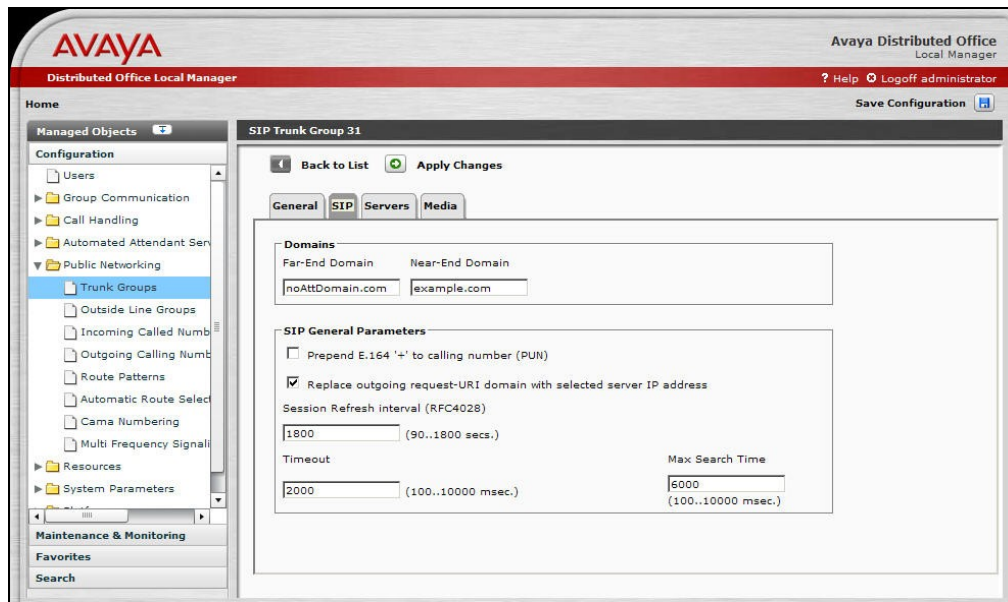 AVAYA
Avaya Distributed Office
Local Manager
Distributed Office Local Manager
? Help Logoff administrator
Home
Save Configuration
Managed Objects
Configuration
Users
Group Communication
Call Handling
Automated Attendant Serv
Public Networking
Trunk Groups
Outside Line Groups
Incoming Called Numb
Outgoing Calling Numb
Route Patterns
Automatic Route Select
Cama Numbering
Multi Frequency Signali
Resources
System Parameters
Maintenance & Monitoring
Favorites
Search
SIP Trunk Group 31
Back to List Apply Changes
General SIP Servers Media
Domains
Far-End Domain Near-End Domain
noAttDomain.com example.com
SIP General Parameters
Prepend E.164 '+' to calling number (PUN)
Replace outgoing request-URI domain with selected server IP address
Session Refresh interval (RFC4028)
1800 (90..1800 secs.)
Timeout Max Search Time
2000 (100..10000 msec.) 6000
(100..10000 msec.)